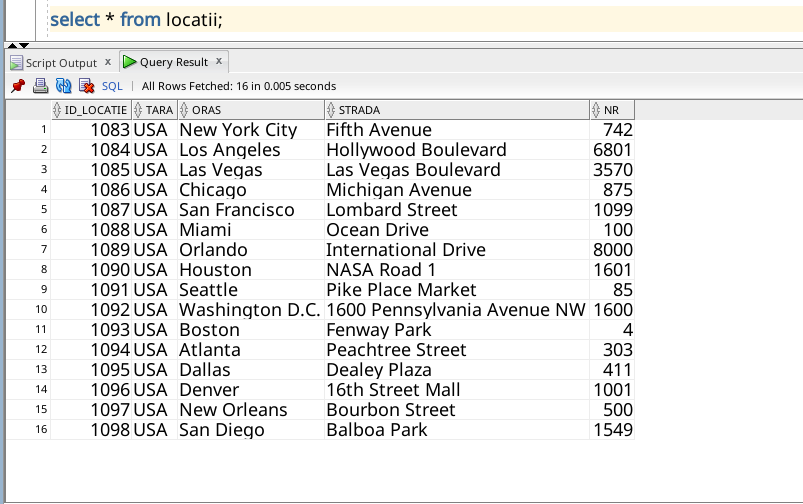 select * from locatii;
Script Output x Query Result x
SQL | All Rows Fetched: 16 in 0.005 seconds
ID_LOCATIE TARA ORAS STRADA NR
1 1083 USA New York City Fifth Avenue 742
2 1084 USA Los Angeles Hollywood Boulevard 6801
3 1085 USA Las Vegas Las Vegas Boulevard 3570
4 1086 USA Chicago Michigan Avenue 875
5 1087 USA San Francisco Lombard Street 1099
6 1088 USA Miami Ocean Drive 100
7 1089 USA Orlando International Drive 8000
8 1090 USA Houston NASA Road 1 1601
9 1091 USA Seattle Pike Place Market 85
10 1092 USA Washington D.C. 1600 Pennsylvania Avenue NW 1600
11 1093 USA Boston Fenway Park 4
12 1094 USA Atlanta Peachtree Street 303
13 1095 USA Dallas Dealey Plaza 411
14 1096 USA Denver 16th Street Mall 1001
15 1097 USA New Orleans Bourbon Street 500
16 1098 USA San Diego Balboa Park 1549